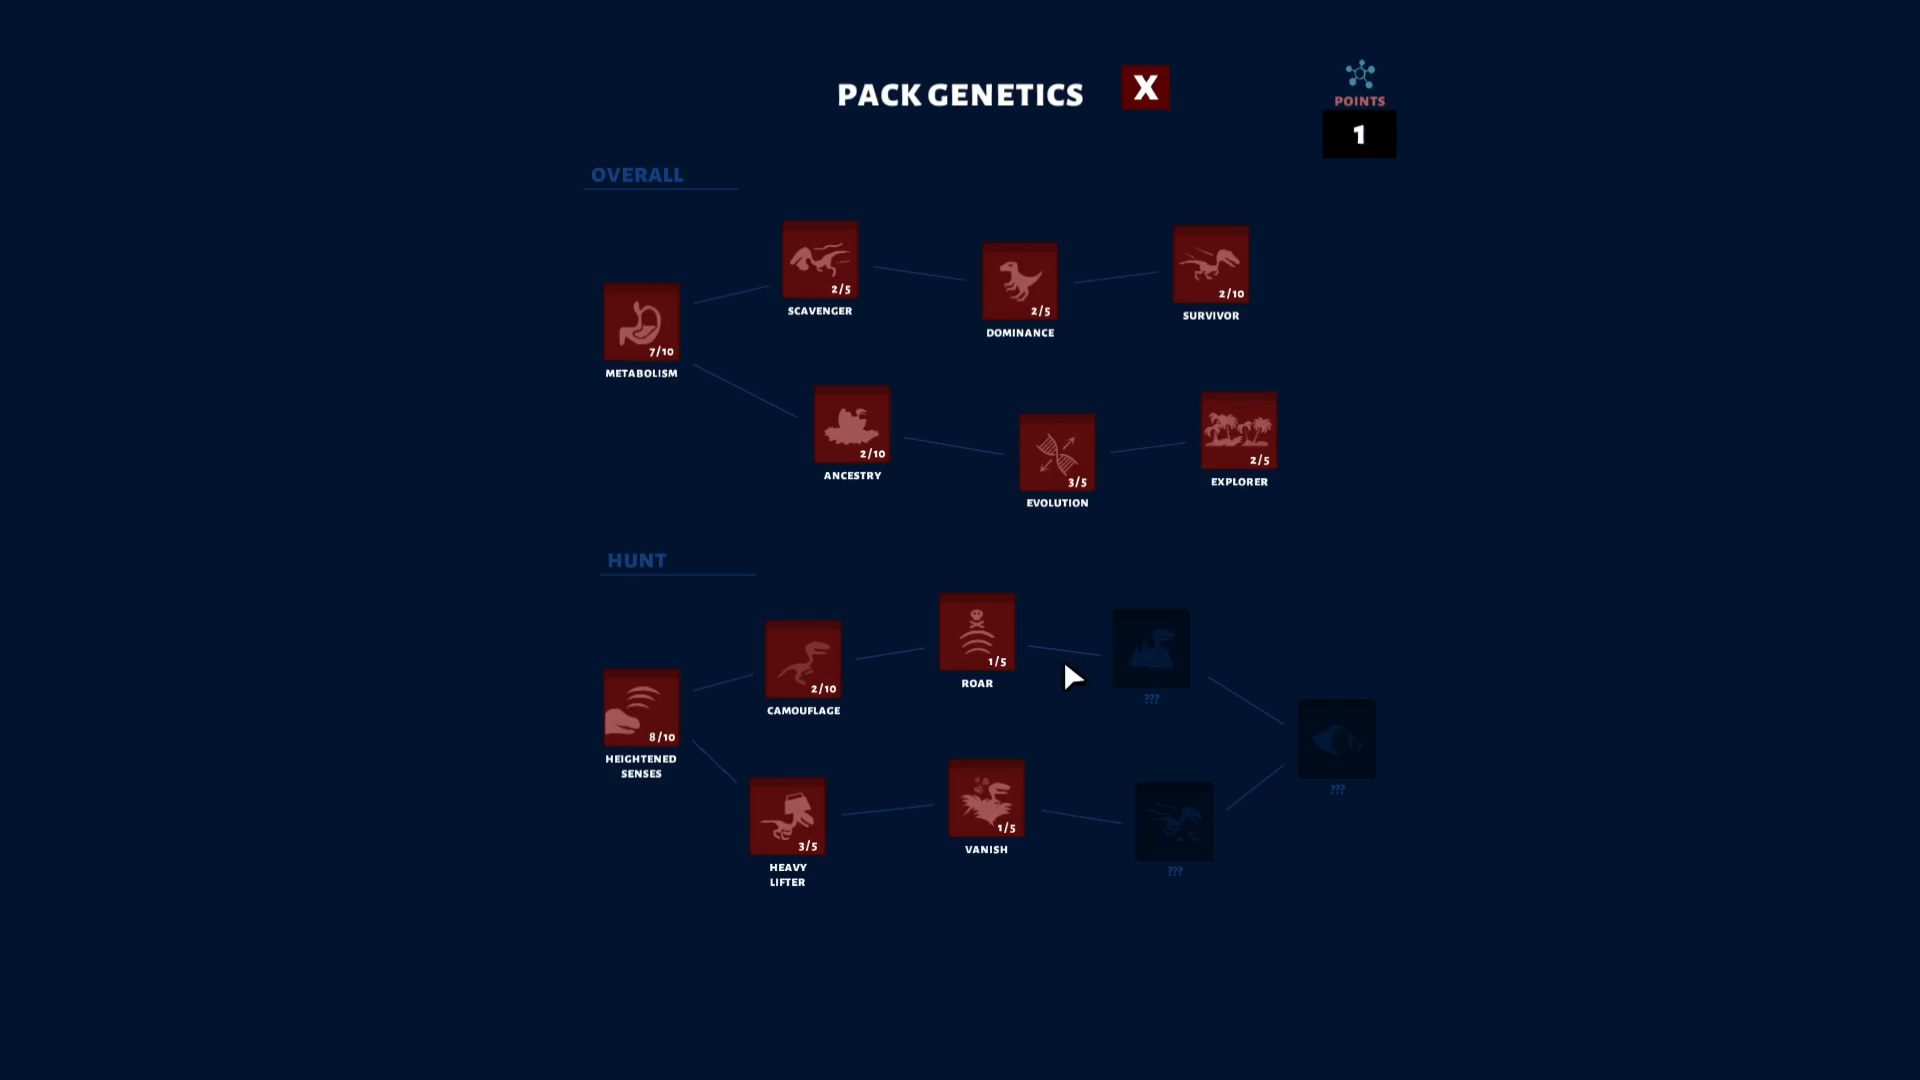 PACK GENETICS
X
POINTS
1
OVERALL
2/5
SCAVENGER
2/5
DOMINANCE
2/10
SURVIVOR
7/10
METABOLISM
2/10
ANCESTRY
3/5
EVOLUTION
2/5
EXPLORER
HUNT
1/5
ROAR
???
2/10
CAMOUFLAGE
8/10
HEIGHTENED
SENSES
???
3/5
HEAVY
LIFTER
1/5
VANISH
???